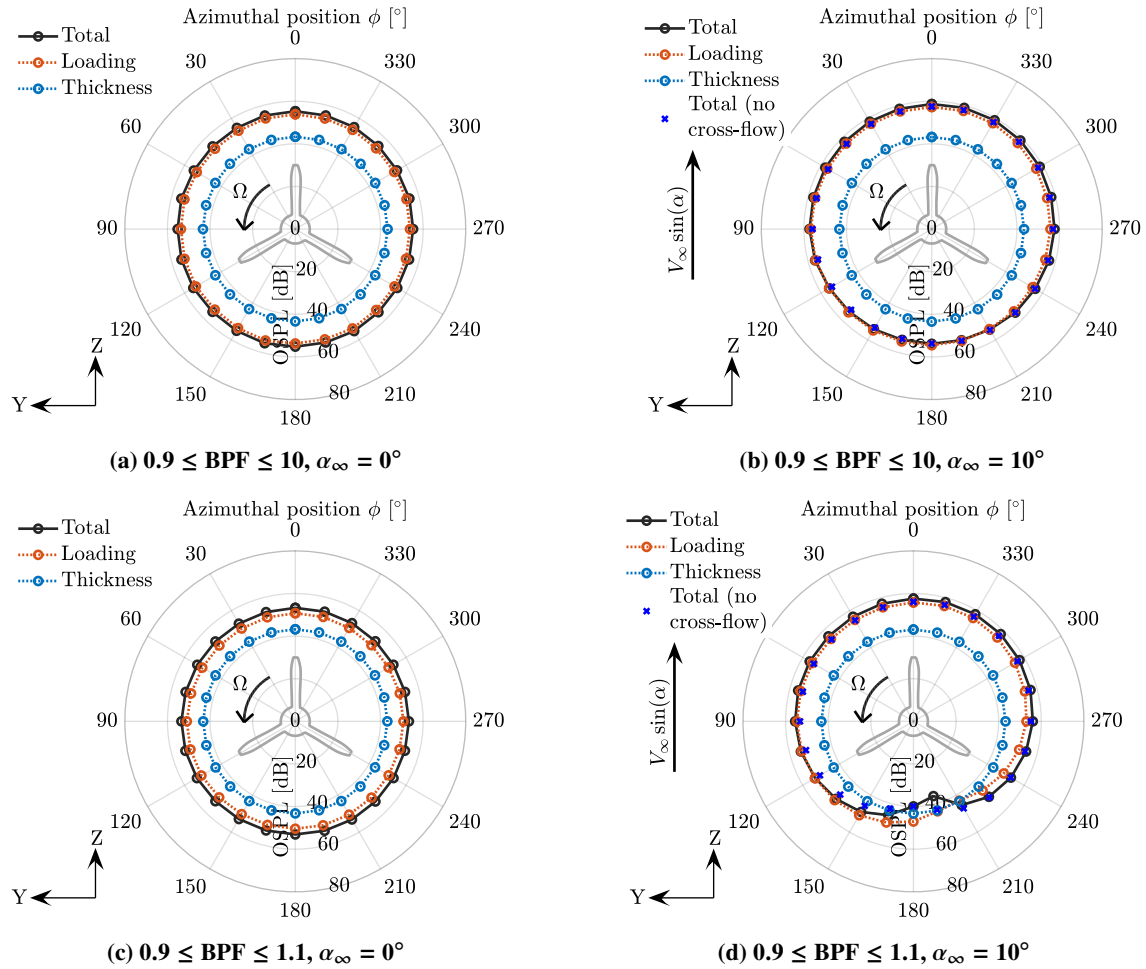 Azimuthal position ϕ [°]
0
Total
Loading
Thickness
30
330
60
300
90
270
120
240
150
210
180
Ω
0
20
40
60
80
OSPL [dB]
Z
Y
(a) 0.9 ≤ BPF ≤ 10, α∞ = 0°
Azimuthal position ϕ [°]
0
Total
Loading
Thickness
Total (no
cross-flow)
30
330
300
V∞ sin(α)
90
270
120
240
150
210
180
Ω
0
20
40
60
80
OSPL [dB]
Z
Y
(b) 0.9 ≤ BPF ≤ 10, α∞ = 10°
Azimuthal position ϕ [°]
0
Total
Loading
Thickness
30
330
60
300
90
270
120
240
150
210
180
Ω
0
20
40
60
80
OSPL [dB]
Z
Y
(c) 0.9 ≤ BPF ≤ 1.1, α∞ = 0°
Azimuthal position ϕ [°]
0
Total
Loading
Thickness
Total (no
cross-flow)
30
330
300
V∞ sin(α)
90
270
120
240
150
210
180
Ω
0
20
40
60
80
OSPL [dB]
Z
Y
(d) 0.9 ≤ BPF ≤ 1.1, α∞ = 10°